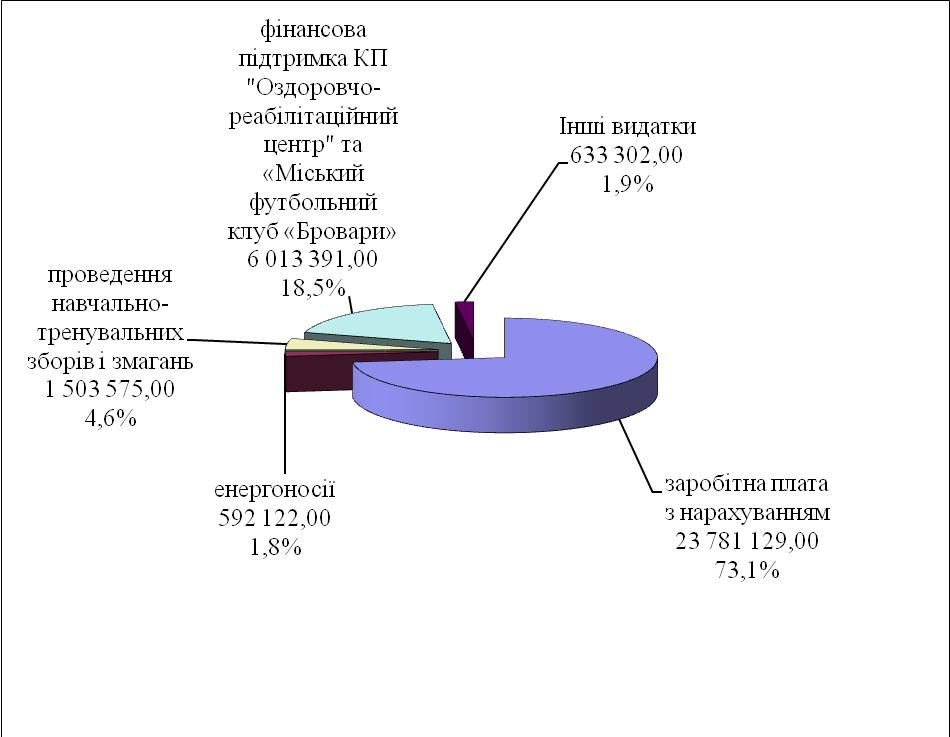 фінансова
підтримка КП
"Оздоровчо-
реабілітаційний
центр" та
«Міський
футбольний
клуб «Бровари»
6 013 391,00
18,5%
Інші видатки
633 302,00
1,9%
проведення
навчально-
тренувальних
зборів і змагань
1 503 575,00
4,6%
енергоносії
592 122,00
1,8%
заробітна плата
з нарахуванням
23 781 129,00
73,1%